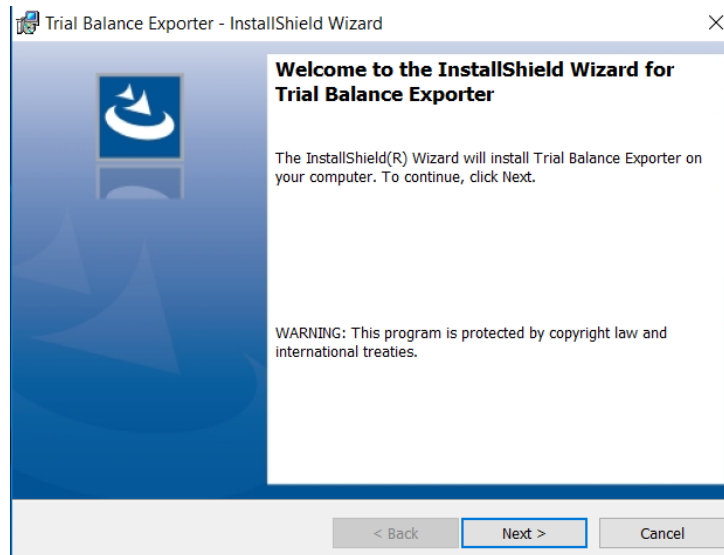 Trial Balance Exporter - InstallShield Wizard
Welcome to the InstallShield Wizard for
Trial Balance Exporter
The InstallShield(R) Wizard will install Trial Balance Exporter on
your computer. To continue, click Next.
WARNING: This program is protected by copyright law and
international treaties.
< Back Next > Cancel